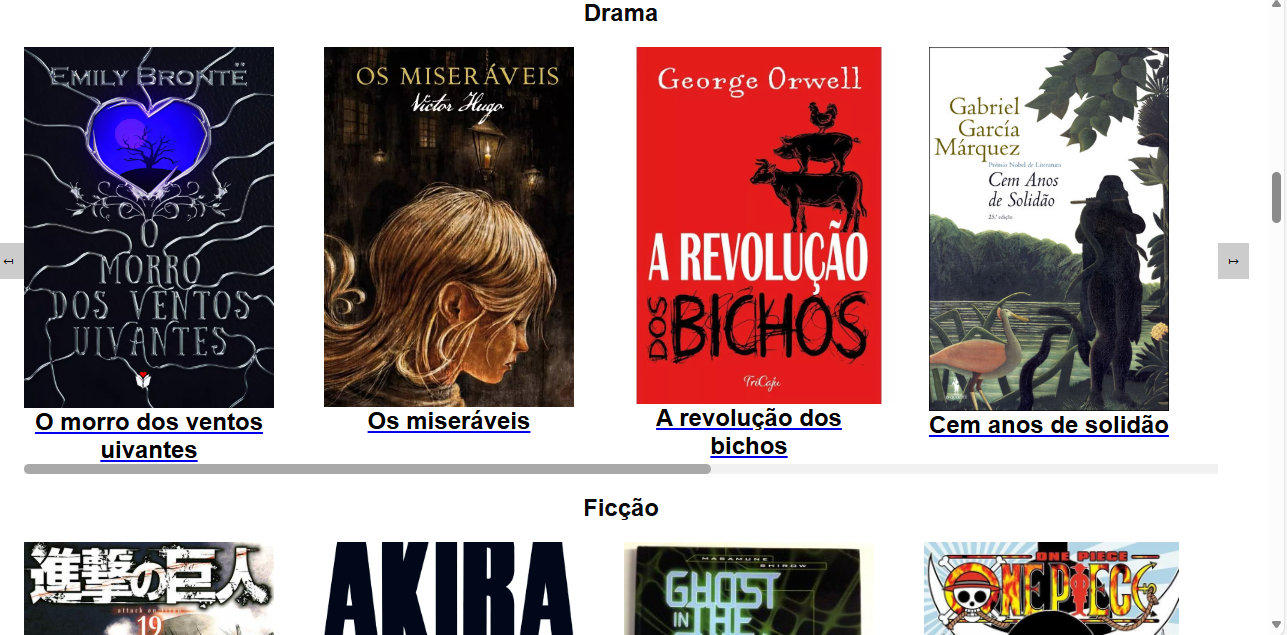 Drama
EMILY BRONTË
O
MORRO
DOS VENTOS
UIVANTES
OS MISERÁVEIS
Victor Hugo
George Orwell
A REVOLUÇÃO
DOS
BICHOS
TriCaju
Gabriel
García
Márquez
Prémio Nobel de Literatura
Cem Anos
de Solidão
25.ª edição
↤
↦
O morro dos ventos
uivantes
Os miseráveis
A revolução dos
bichos
Cem anos de solidão
Ficção
進撃の巨人
attack on titan
19
AKIRA
MASAMUNE
SHIROW
GHOST
IN THE
ONE PIECE
ONE PIECE